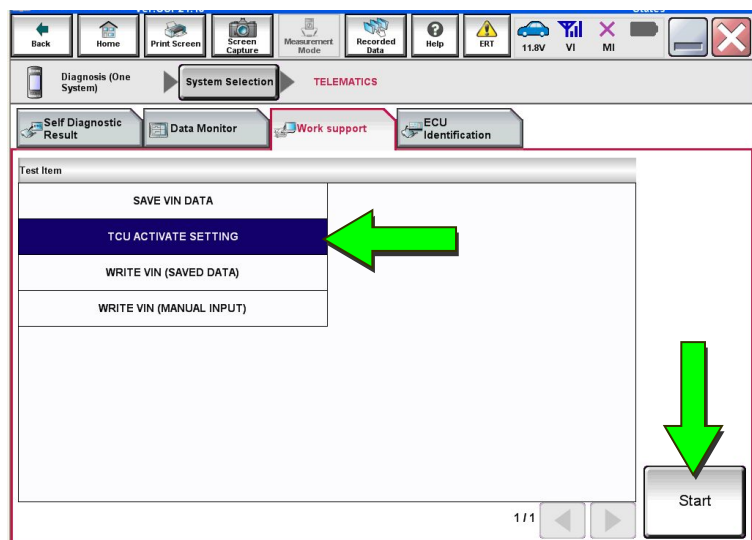 Back
Home
Print Screen
Screen
Capture
Measurement
Mode
Recorded
Data
Help
ERT
11.8V
VI
MI
Diagnosis (One
System)
System Selection
TELEMATICS
Self Diagnostic
Result
Data Monitor
Work support
ECU
Identification
Test Item
SAVE VIN DATA
TCU ACTIVATE SETTING
WRITE VIN (SAVED DATA)
WRITE VIN (MANUAL INPUT)
1/1
Start